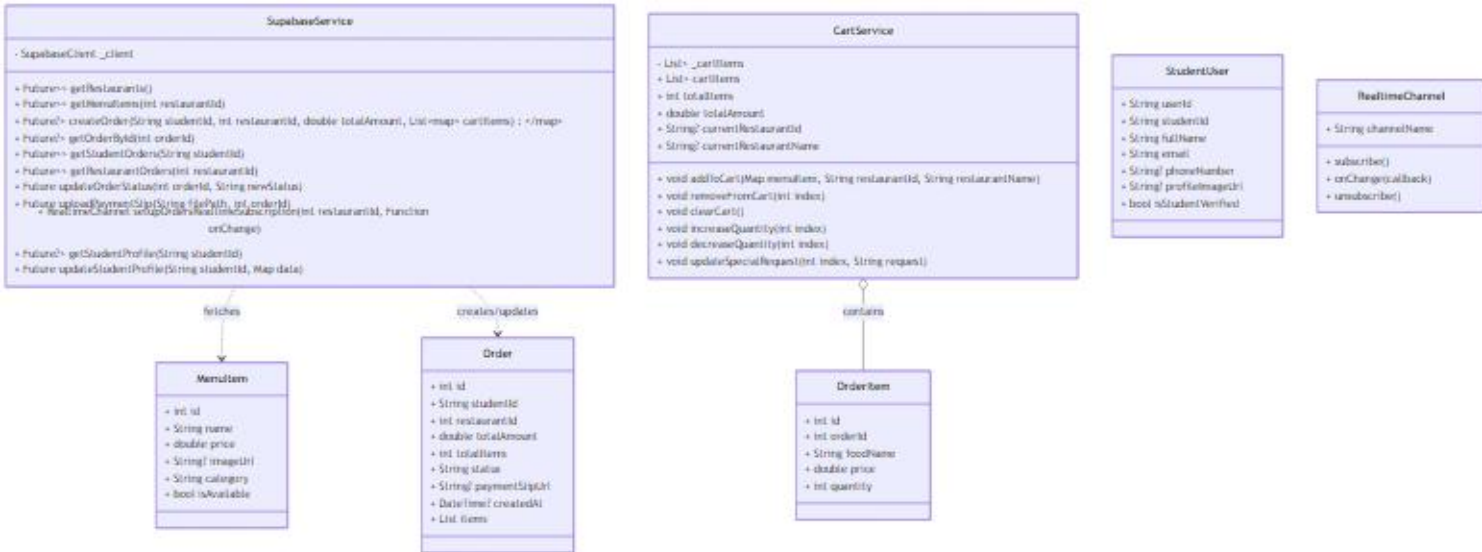 SupabaseService
- SupabaseClient _client
+ Future~~ getRestaurants()
+ Future~~ getMenuItems(int restaurantId)
+ Future?~ createOrder(String studentId, int restaurantId, double totalAmount, List<map> cartItems) : </map>
+ Future?~ getOrderById(int orderId)
+ Future~~ getStudentOrders(String studentId)
+ Future~~ getRestaurantOrders(int restaurantId)
+ Future updateOrderStatus(int orderId, String newStatus)
+ Future uploadPaymentSlip(String filePath, int orderId)
+ RealtimeChannel setupOrdersRealtimeSubscription(int restaurantId, Function
onChange)
+ Future?~ getStudentProfile(String studentId)
+ Future updateStudentProfile(String studentId, Map data)
CartService
- List~ _cartItems
+ List~ cartItems
+ int totalItems
+ double totalAmount
+ String? currentRestaurantId
+ String? currentRestaurantName
+ void addToCart(Map menuItem, String restaurantId, String restaurantName)
+ void removeFromCart(int index)
+ void clearCart()
+ void increaseQuantity(int index)
+ void decreaseQuantity(int index)
+ void updateSpecialRequest(int index, String request)
StudentUser
+ String userId
+ String studentId
+ String fullName
+ String email
+ String? phoneNumber
+ String? profileImageUrl
+ bool isStudentVerified
RealtimeChannel
+ String channelName
+ subscribe()
+ onChange(callback)
+ unsubscribe()
fetches
creates/updates
contains
MenuItem
+ int id
+ String name
+ double price
+ String? imageUrl
+ String category
+ bool isAvailable
Order
+ int id
+ String studentId
+ int restaurantId
+ double totalAmount
+ int totalItems
+ String status
+ String? paymentSlipUrl
+ DateTime? createdAt
+ List items
OrderItem
+ int id
+ int orderId
+ String foodName
+ double price
+ int quantity